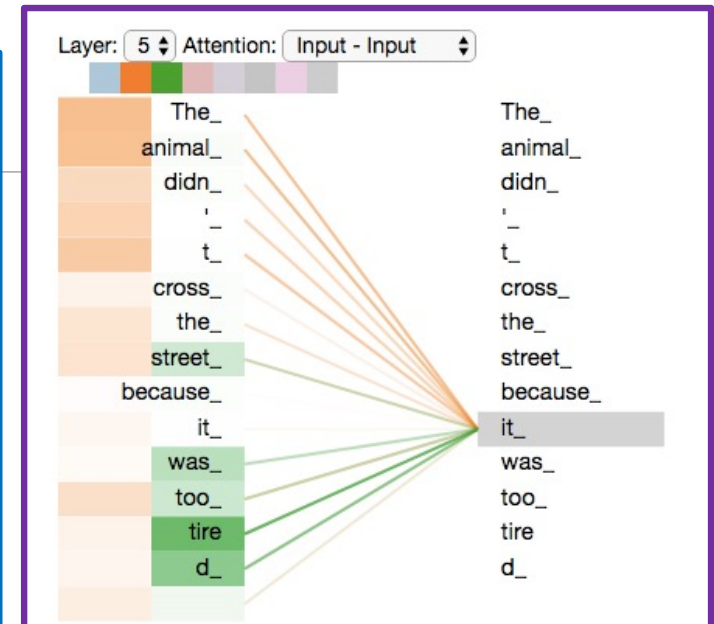 Layer: 5 Attention: Input - Input
The_ The_
animal_ animal_
didn_ didn_
'_ '_
t_ t_
cross_ cross_
the_ the_
street_ street_
because_ because_
it_ it_
was_ was_
too_ too_
tire tire
d_ d_